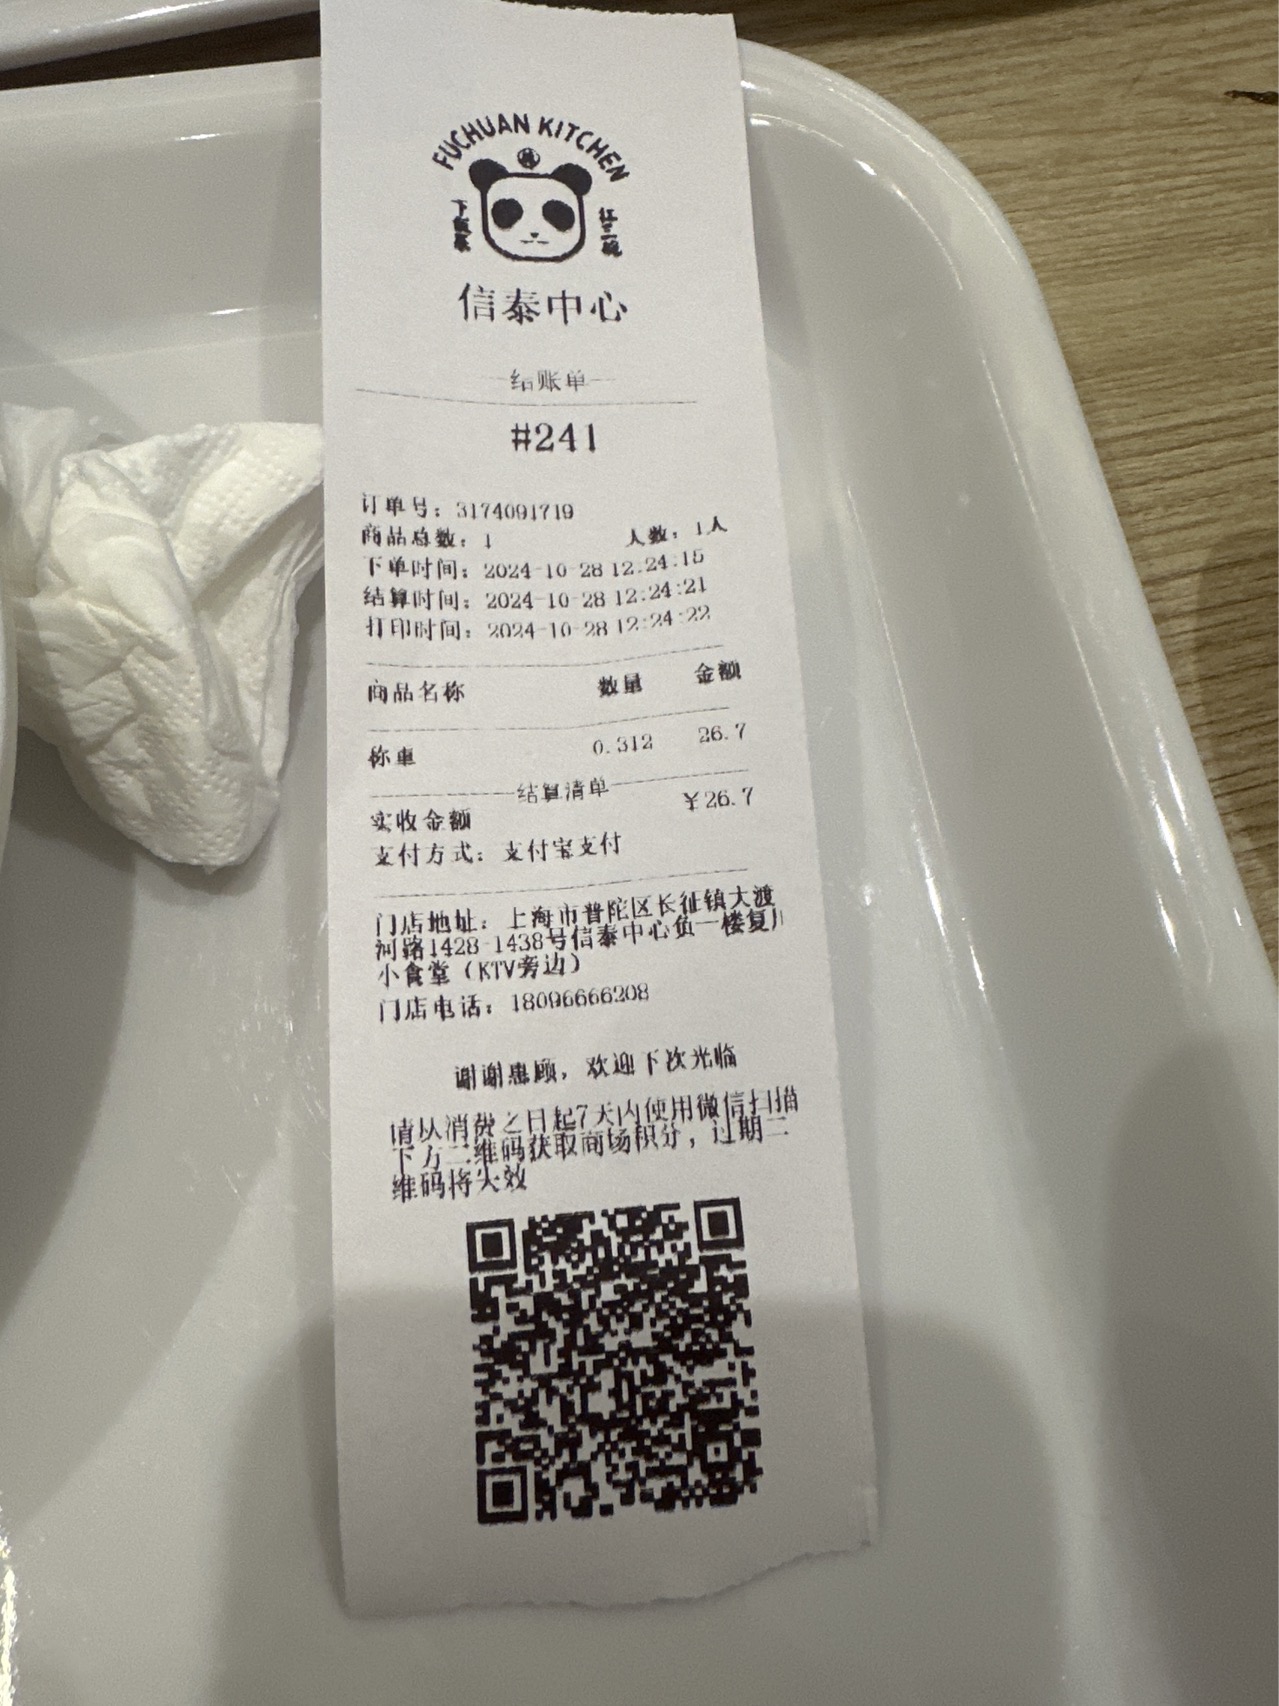 FUCHUAN KITCHEN
下飯菜
扛三碗
信泰中心
结账单
#241
订单号：3174091719
商品总数：1 人数：1人
下单时间：2024-10-28 12:24:15
结算时间：2024-10-28 12:24:21
打印时间：2024-10-28 12:24:22
商品名称 数量 金额
称重 0.312 26.7
结算清单
实收金额 ¥26.7
支付方式：支付宝支付
门店地址：上海市普陀区长征镇大渡
河路1428-1438号信泰中心负一楼复川
小食堂（KTV旁边）
门店电话：18096666208
谢谢惠顾，欢迎下次光临
请从消费之日起7天内使用微信扫描
下方二维码获取商场积分，过期二
维码将失效